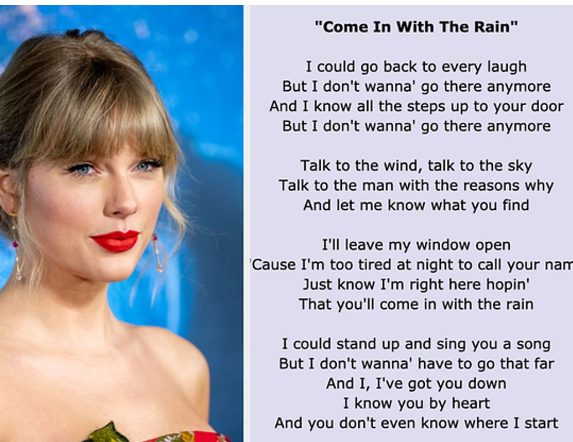 "Come In With The Rain"
I could go back to every laugh
But I don't wanna' go there anymore
And I know all the steps up to your door
But I don't wanna' go there anymore
Talk to the wind, talk to the sky
Talk to the man with the reasons why
And let me know what you find
I'll leave my window open
'Cause I'm too tired at night to call your nam
Just know I'm right here hopin'
That you'll come in with the rain
I could stand up and sing you a song
But I don't wanna' have to go that far
And I, I've got you down
I know you by heart
And you don't even know where I start